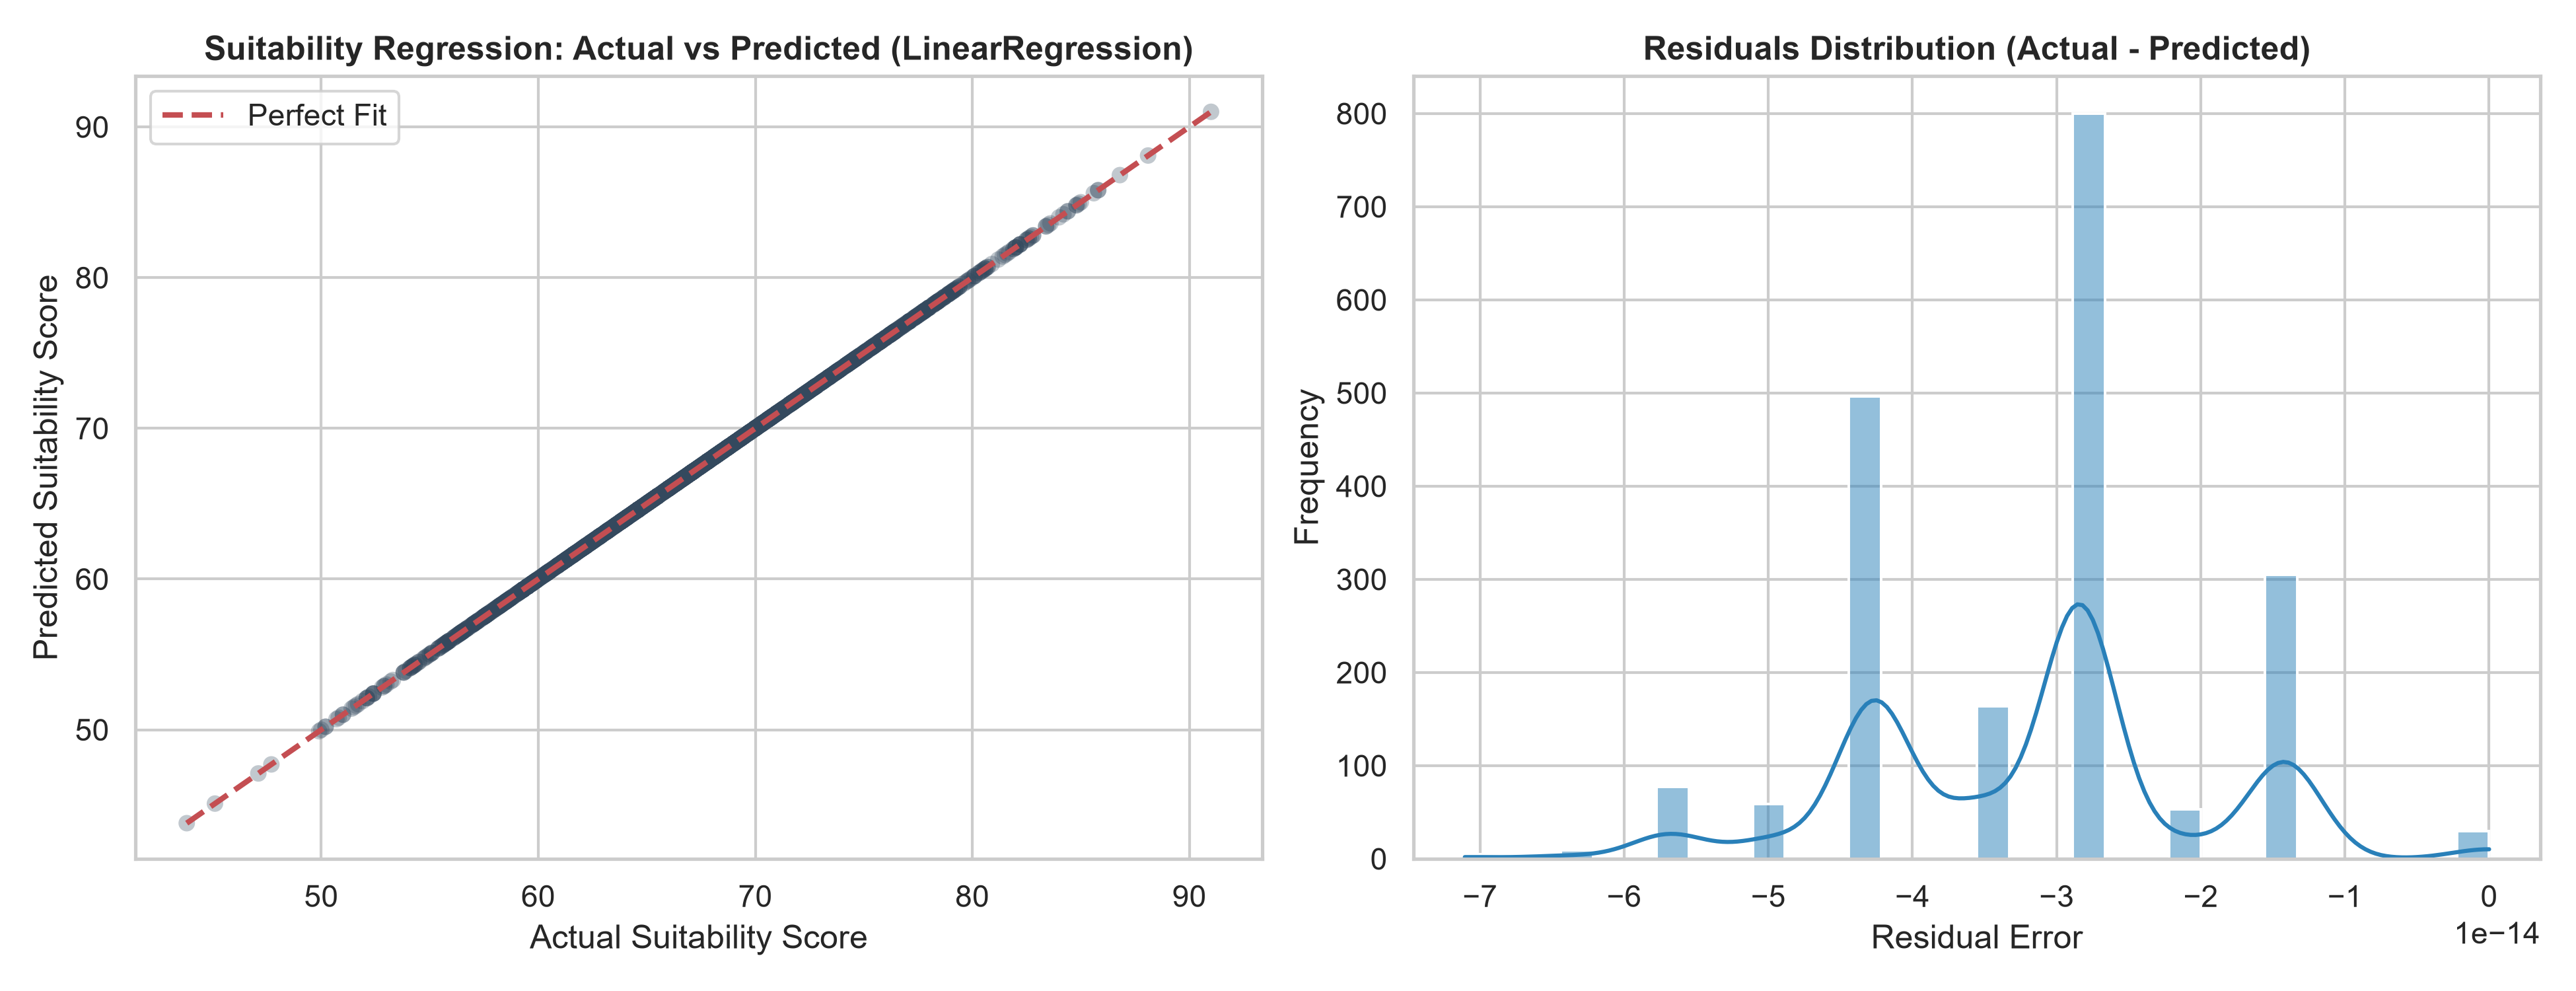 Suitability Regression: Actual vs Predicted (LinearRegression)
Perfect Fit
90
80
70
60
50
50 60 70 80 90
Predicted Suitability Score
Actual Suitability Score
Residuals Distribution (Actual - Predicted)
800
700
600
500
400
300
200
100
0
−7 −6 −5 −4 −3 −2 −1 0
1e−14
Frequency
Residual Error